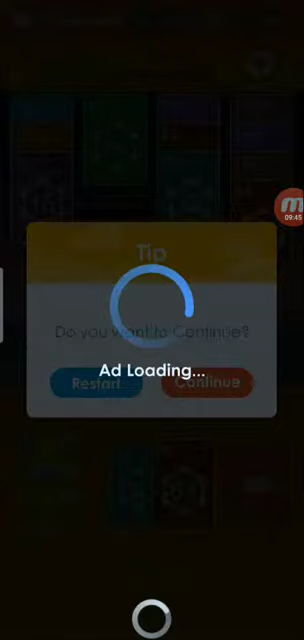 09:45
Tip
Do you want to Continue?
Ad Loading...
Restart
Continue